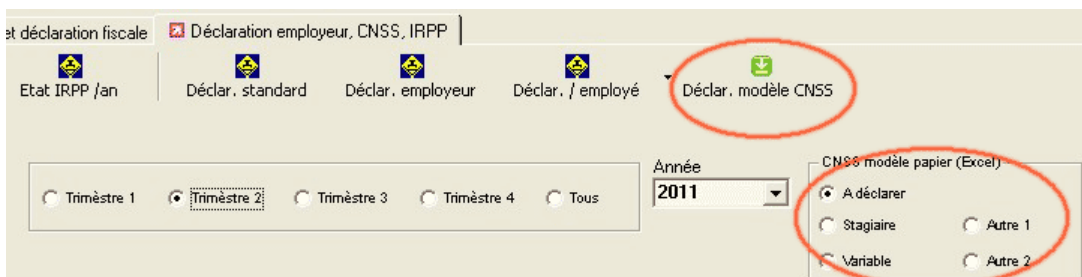 et déclaration fiscale Déclaration employeur, CNSS, IRPP
Etat IRPP /an Déclar. standard Déclar. employeur Déclar. / employé Déclar. modèle CNSS
Année CNSS modèle papier (Excel)
Trimèstre 1 Trimèstre 2 Trimèstre 3 Trimèstre 4 Tous 2011 A déclarer
Stagiaire Autre 1
Variable Autre 2